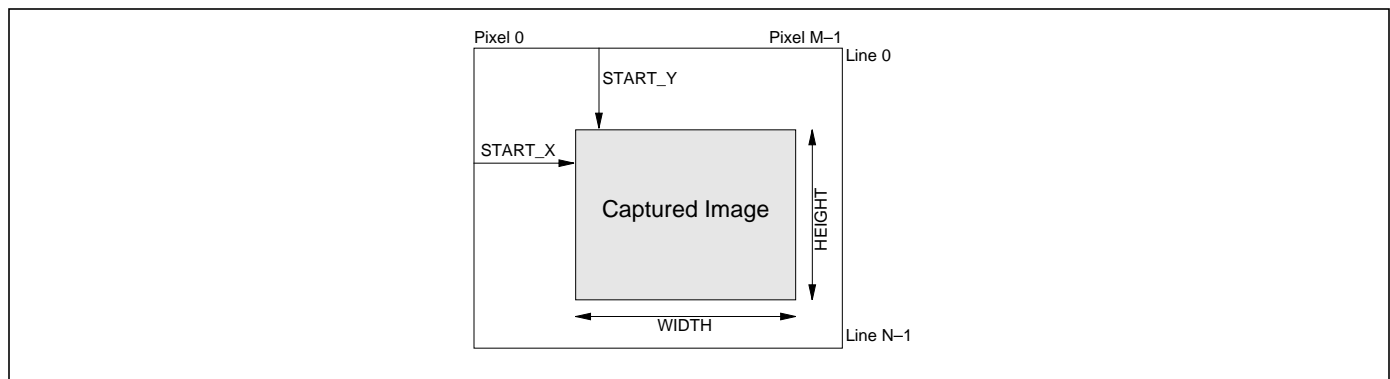 Pixel 0
Pixel M–1
Line 0
START_Y
START_X
Captured Image
HEIGHT
WIDTH
Line N–1